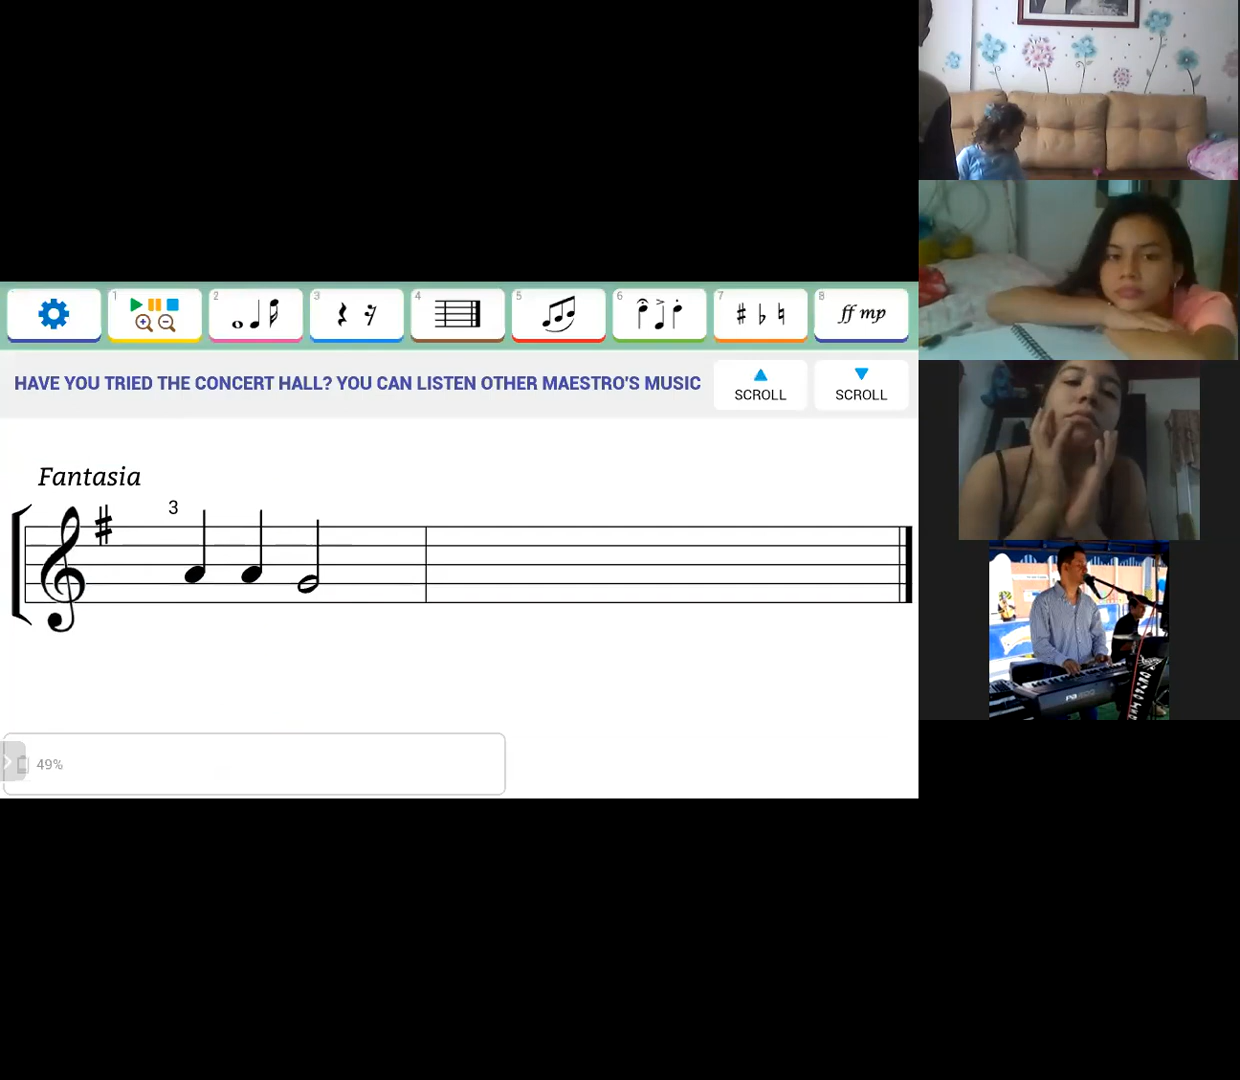 1
2
3
4
5
6
7
8
ff mp
HAVE YOU TRIED THE CONCERT HALL? YOU CAN LISTEN OTHER MAESTRO'S MUSIC
SCROLL
SCROLL
Fantasia
3
49%